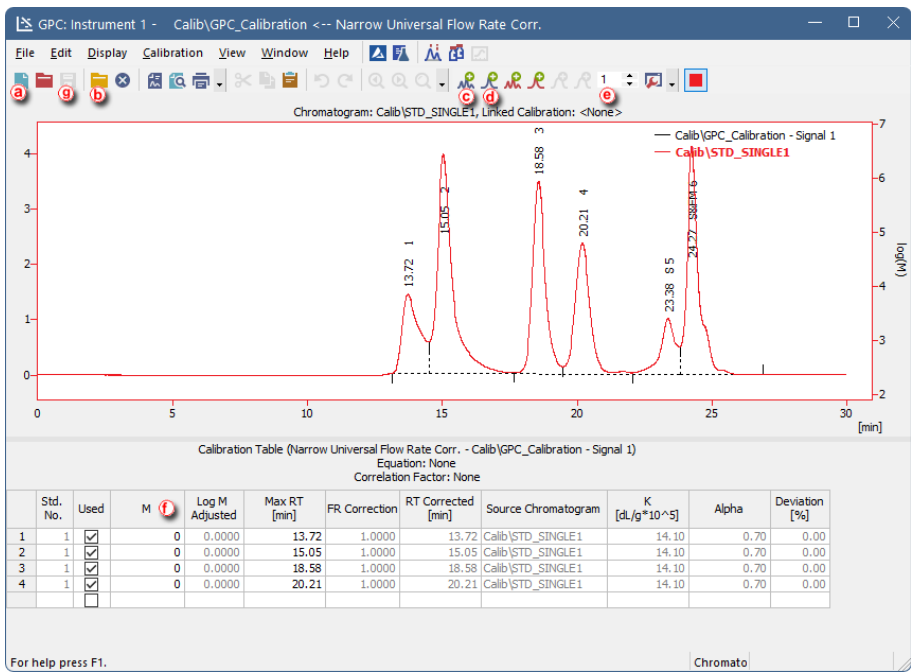 GPC: Instrument 1 - Calib\GPC_Calibration <-- Narrow Universal Flow Rate Corr.
File Edit Display Calibration View Window Help
1
a g b c d e
Chromatogram: Calib\STD_SINGLE1, Linked Calibration: <None>
Calib\GPC_Calibration - Signal 1
Calib\STD_SINGLE1
4
3
2
1
0
13.72 1
15.05 2
18.58 3
20.21 4
23.38 S 5
7
6
5
4
3
2
log(M)
0 5 10 15 20 25 30
[min]
Calibration Table (Narrow Universal Flow Rate Corr. - Calib\GPC_Calibration - Signal 1)
Equation: None
Correlation Factor: None
Std. No. Used M f Log M Adjusted Max RT [min] FR Correction RT Corrected [min] Source Chromatogram K [dL/g*10^5] Alpha Deviation [%]
1 1 0 0.0000 13.72 1.0000 13.72 Calib\STD_SINGLE1 14.10 0.70 0.00
2 1 0 0.0000 15.05 1.0000 15.05 Calib\STD_SINGLE1 14.10 0.70 0.00
3 1 0 0.0000 18.58 1.0000 18.58 Calib\STD_SINGLE1 14.10 0.70 0.00
4 1 0 0.0000 20.21 1.0000 20.21 Calib\STD_SINGLE1 14.10 0.70 0.00
For help press F1.
Chromato